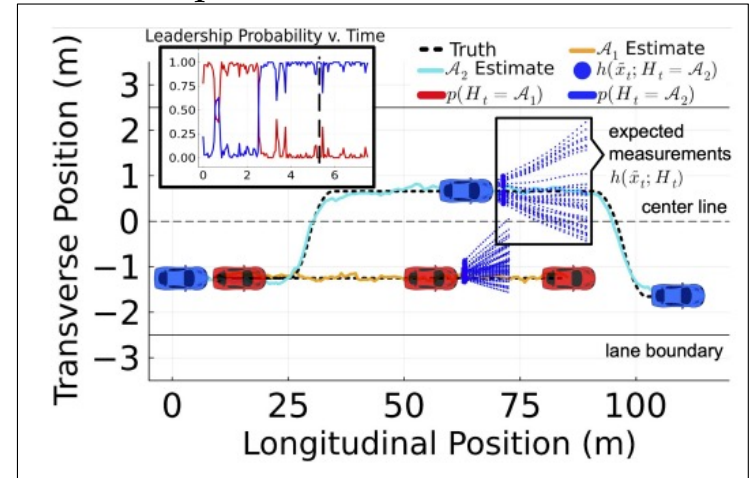 Leadership Probability v. Time
1.00
0.75
0.50
0.25
0.00
0 2 4 6
Truth
𝒜₁ Estimate
𝒜₂ Estimate
h(x̃ₜ; Hₜ = 𝒜₂)
p(Hₜ = 𝒜₁)
p(Hₜ = 𝒜₂)
expected
measurements
h(x̃ₜ; Hₜ)
center line
lane boundary
Transverse Position (m)
3
2
1
0
−1
−2
−3
0 25 50 75 100
Longitudinal Position (m)